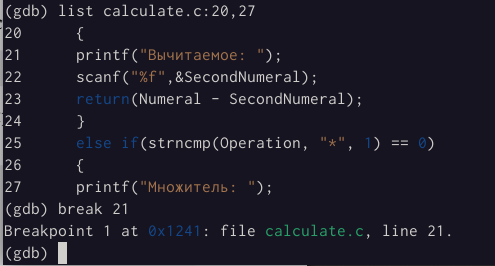 (gdb) list calculate.c:20,27
20 {
21 printf("Вычитаемое: ");
22 scanf("%f",&SecondNumeral);
23 return(Numeral - SecondNumeral);
24 }
25 else if(strncmp(Operation, "*", 1) == 0)
26 {
27 printf("Множитель: ");
(gdb) break 21
Breakpoint 1 at 0x1241: file calculate.c, line 21.
(gdb)